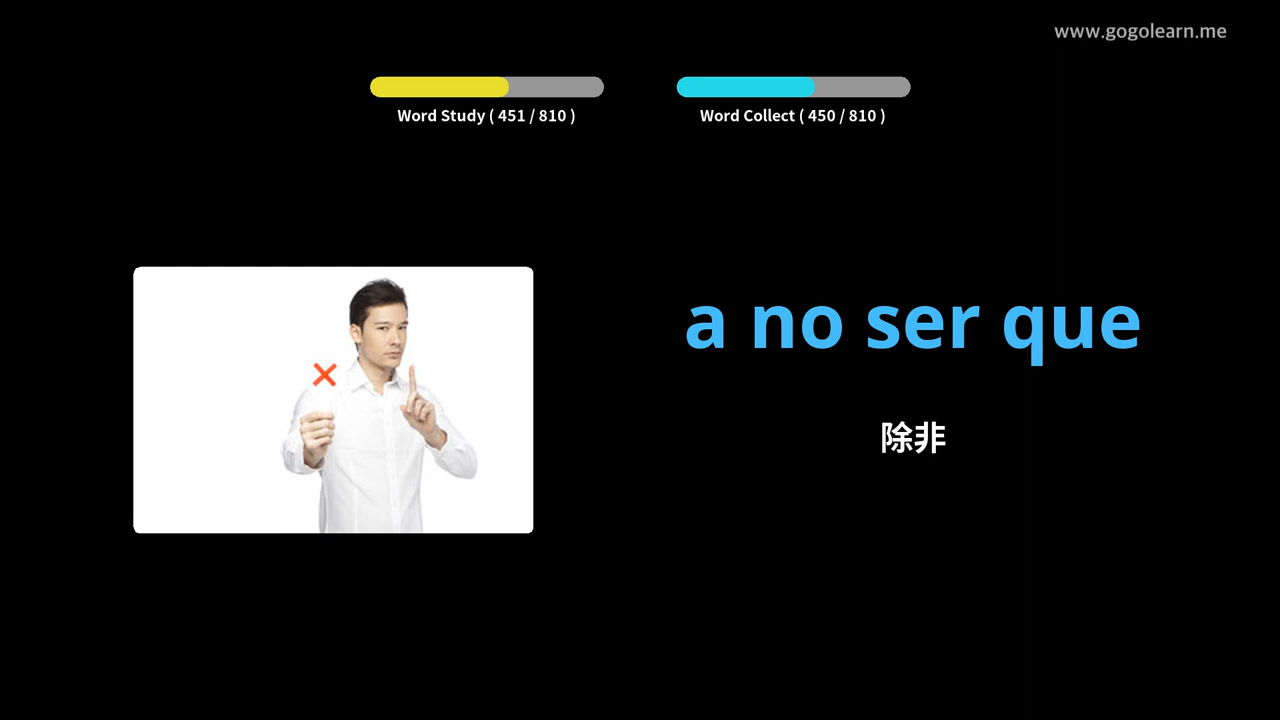 www.gogolearn.me
Word Study ( 451 / 810 )
Word Collect ( 450 / 810 )
a no ser que
除非